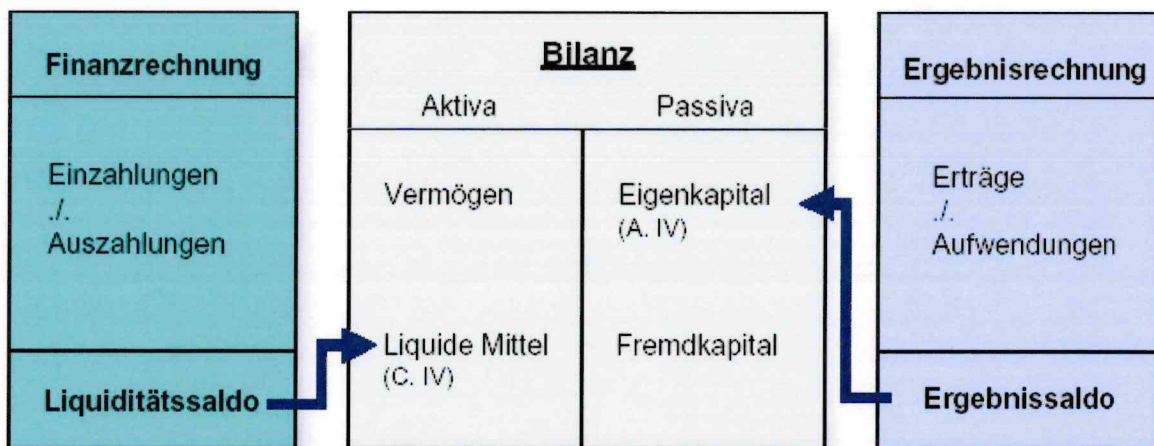 Finanzrechnung
Einzahlungen
./.
Auszahlungen
Liquiditätssaldo
Bilanz
Aktiva
Passiva
Vermögen
Eigenkapital
(A. IV)
Liquide Mittel
(C. IV)
Fremdkapital
Ergebnisrechnung
Erträge
./.
Aufwendungen
Ergebnissaldo